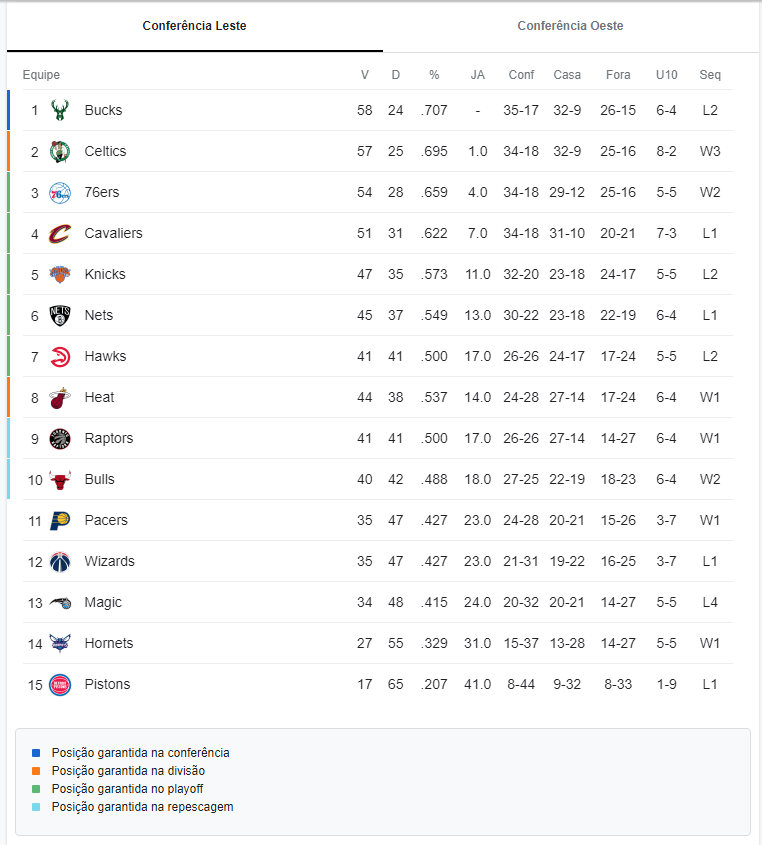 Conferência Leste Conferência Oeste
Equipe V D % JA Conf Casa Fora U10 Seq
1 Bucks 58 24 .707 - 35-17 32-9 26-15 6-4 L2
2 Celtics 57 25 .695 1.0 34-18 32-9 25-16 8-2 W3
3 76ers 54 28 .659 4.0 34-18 29-12 25-16 5-5 W2
4 Cavaliers 51 31 .622 7.0 34-18 31-10 20-21 7-3 L1
5 Knicks 47 35 .573 11.0 32-20 23-18 24-17 5-5 L2
6 Nets 45 37 .549 13.0 30-22 23-18 22-19 6-4 L1
7 Hawks 41 41 .500 17.0 26-26 24-17 17-24 5-5 L2
8 Heat 44 38 .537 14.0 24-28 27-14 17-24 6-4 W1
9 Raptors 41 41 .500 17.0 26-26 27-14 14-27 6-4 W1
10 Bulls 40 42 .488 18.0 27-25 22-19 18-23 6-4 W2
11 Pacers 35 47 .427 23.0 24-28 20-21 15-26 3-7 W1
12 Wizards 35 47 .427 23.0 21-31 19-22 16-25 3-7 L1
13 Magic 34 48 .415 24.0 20-32 20-21 14-27 5-5 L4
14 Hornets 27 55 .329 31.0 15-37 13-28 14-27 5-5 W1
15 Pistons 17 65 .207 41.0 8-44 9-32 8-33 1-9 L1
Posição garantida na conferência
Posição garantida na divisão
Posição garantida no playoff
Posição garantida na repescagem